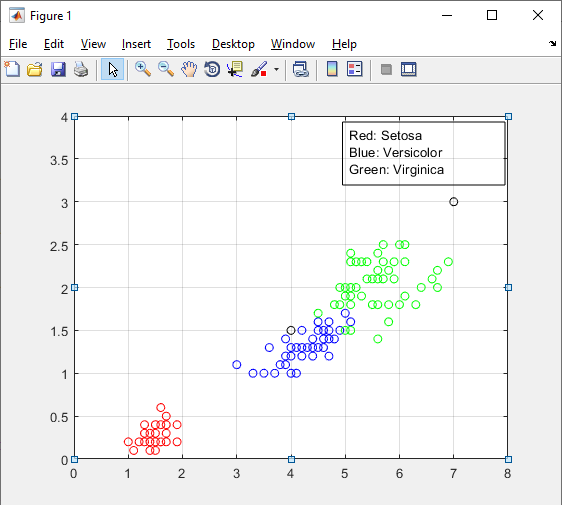 Figure 1
File Edit View Insert Tools Desktop Window Help
Red: Setosa
Blue: Versicolor
Green: Virginica
4
3.5
3
2.5
2
1.5
1
0.5
0
0 1 2 3 4 5 6 7 8